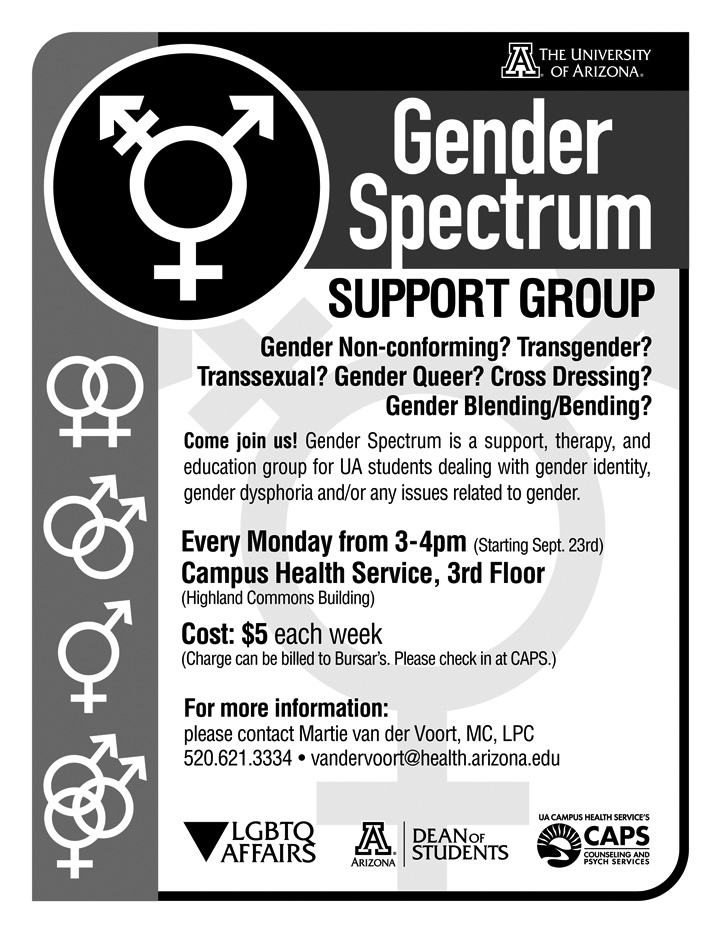 THE UNIVERSITY
OF ARIZONA®
Gender
Spectrum
SUPPORT GROUP
Gender Non-conforming? Transgender?
Transsexual? Gender Queer? Cross Dressing?
Gender Blending/Bending?
Come join us! Gender Spectrum is a support, therapy, and
education group for UA students dealing with gender identity,
gender dysphoria and/or any issues related to gender.
Every Monday from 3-4pm (Starting Sept. 23rd)
Campus Health Service, 3rd Floor
(Highland Commons Building)
Cost: $5 each week
(Charge can be billed to Bursar's. Please check in at CAPS.)
For more information:
please contact Martie van der Voort, MC, LPC
520.621.3334 • vandervoort@health.arizona.edu
LGBTQ
AFFAIRS
A
ARIZONA
DEAN OF
STUDENTS
UA CAMPUS HEALTH SERVICE'S
CAPS
COUNSELING AND
PSYCH SERVICES